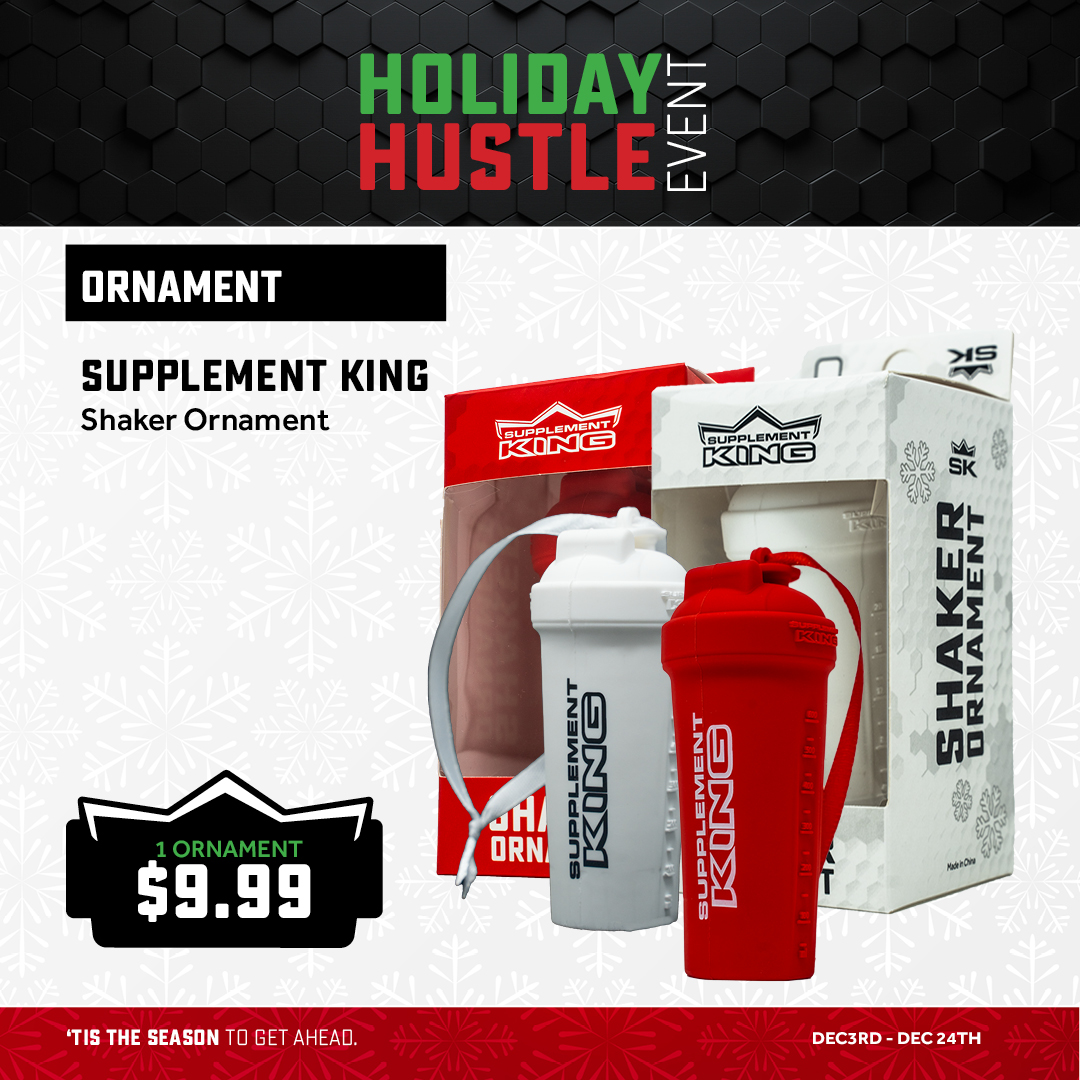 HOLIDAY
HUSTLE
EVENT
ORNAMENT
SUPPLEMENT KING
Shaker Ornament
SUPPLEMENT
KING
SUPPLEMENT
KING
SK
SK
SHAKER
ORNAMENT
SUPPLEMENT
KING
SUPPLEMENT
KING
KING
Made in China
1 ORNAMENT
$9.99
'TIS THE SEASON TO GET AHEAD.
DEC3RD - DEC 24TH